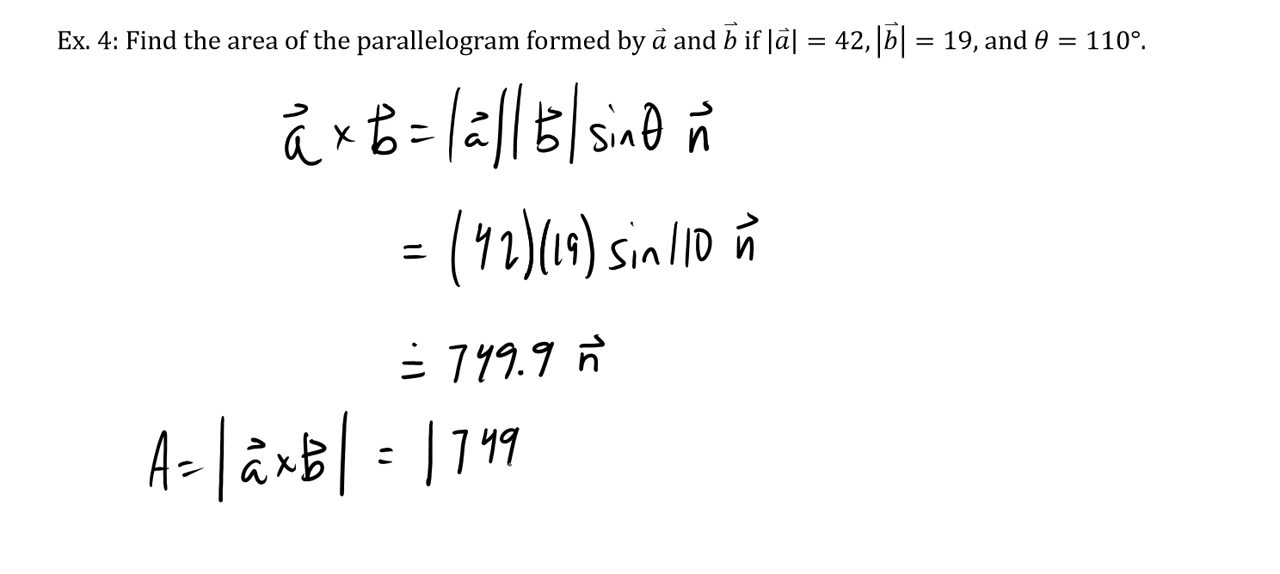 Ex. 4: Find the area of the parallelogram formed by a⃗ and b⃗ if |a⃗| = 42, |b⃗| = 19, and θ = 110°.
a⃗ × b⃗ = |a⃗||b⃗| sinθ n⃗
= (42)(19) sin110 n⃗
≐ 749.9 n⃗
A = |a⃗×b⃗| = |749